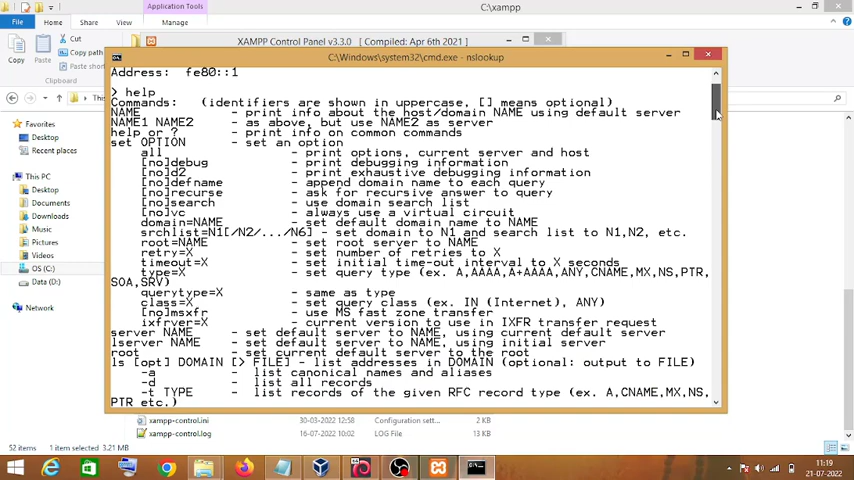 Application Tools
C:\xampp
File
Home
Share
View
Manage
Copy
Paste
Cut
Copy path
XAMPP Control Panel v3.3.0 [ Compiled: Apr 6th 2021 ]
C:\Windows\system32\cmd.exe - nslookup
Address: fe80::1
> help
Commands: (identifiers are shown in uppercase, [] means optional)
NAME - print info about the host/domain NAME using default server
NAME1 NAME2 - as above, but use NAME2 as server
help or ? - print info on common commands
set OPTION - set an option
all - print options, current server and host
[no]debug - print debugging information
[no]d2 - print exhaustive debugging information
[no]defname - append domain name to each query
[no]recurse - ask for recursive answer to query
[no]search - use domain search list
[no]vc - always use a virtual circuit
domain=NAME - set default domain name to NAME
srchlist=N1[/N2/.../N6] - set domain to N1 and search list to N1,N2, etc.
root=NAME - set root server to NAME
retry=X - set number of retries to X
timeout=X - set initial time-out interval to X seconds
type=X - set query type (ex. A,AAAA,A+AAAA,ANY,CNAME,MX,NS,PTR,
SOA,SRV)
querytype=X - same as type
class=X - set query class (ex. IN (Internet), ANY)
[no]msxfr - use MS fast zone transfer
ixfrver=X - current version to use in IXFR transfer request
server NAME - set default server to NAME, using current default server
lserver NAME - set default server to NAME, using initial server
root - set current default server to the root
ls [opt] DOMAIN [> FILE] - list addresses in DOMAIN (optional: output to FILE)
-a - list canonical names and aliases
-d - list all records
-t TYPE - list records of the given RFC record type (ex. A,CNAME,MX,NS,
PTR etc.)
This
Favorites
Desktop
Recent places
This PC
Desktop
Documents
Downloads
Music
Pictures
Videos
OS (C:)
Data (D:)
Network
xampp-control.ini 30-03-2022 12:58 Configuration sett... 2 KB
xampp-control.log 16-07-2022 10:02 LOG File 13 KB
52 items 1 item selected 3.21 MB
11:19
21-07-2022